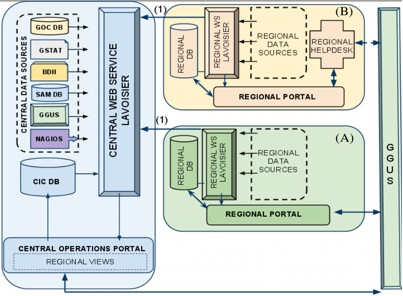 CENTRAL DATA SOURCES
GOC DB
GSTAT
BDII
SAM DB
GGUS
NAGIOS
CIC DB
CENTRAL WEB SERVICE
LAVOISIER
CENTRAL OPERATIONS PORTAL
REGIONAL VIEWS
(1)
(B)
REGIONAL
DB
REGIONAL WS
LAVOISIER
REGIONAL
DATA
SOURCES
REGIONAL
HELPDESK
REGIONAL PORTAL
(1)
(A)
REGIONAL
DB
REGIONAL WS
LAVOISIER
REGIONAL
DATA
SOURCES
REGIONAL PORTAL
GGUS